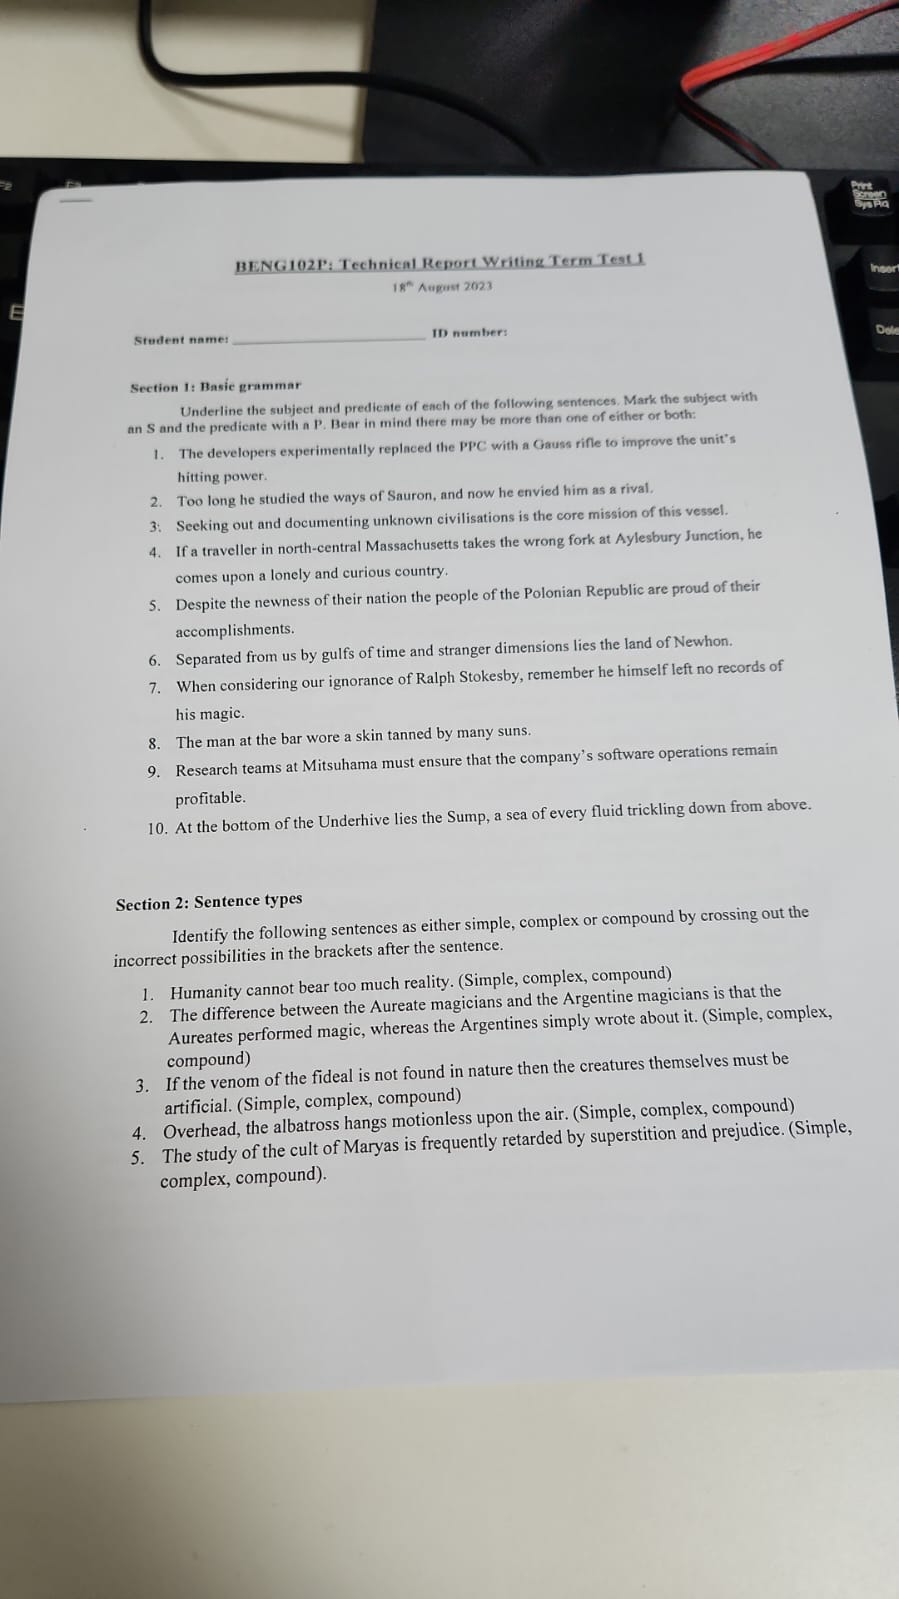 F2
Print
Screen
Sys Rq
Insert
BENG102P: Technical Report Writing Term Test 1
18th August 2023
E
Student name: ____________________ ID number:
Section 1: Basic grammar
Underline the subject and predicate of each of the following sentences. Mark the subject with
an S and the predicate with a P. Bear in mind there may be more than one of either or both:
1. The developers experimentally replaced the PPC with a Gauss rifle to improve the unit's
hitting power.
2. Too long he studied the ways of Sauron, and now he envied him as a rival.
3. Seeking out and documenting unknown civilisations is the core mission of this vessel.
4. If a traveller in north-central Massachusetts takes the wrong fork at Aylesbury Junction, he
comes upon a lonely and curious country.
5. Despite the newness of their nation the people of the Polonian Republic are proud of their
accomplishments.
6. Separated from us by gulfs of time and stranger dimensions lies the land of Newhon.
7. When considering our ignorance of Ralph Stokesby, remember he himself left no records of
his magic.
8. The man at the bar wore a skin tanned by many suns.
9. Research teams at Mitsuhama must ensure that the company's software operations remain
profitable.
10. At the bottom of the Underhive lies the Sump, a sea of every fluid trickling down from above.
Section 2: Sentence types
Identify the following sentences as either simple, complex or compound by crossing out the
incorrect possibilities in the brackets after the sentence.
1. Humanity cannot bear too much reality. (Simple, complex, compound)
2. The difference between the Aureate magicians and the Argentine magicians is that the
Aureates performed magic, whereas the Argentines simply wrote about it. (Simple, complex,
compound)
3. If the venom of the fideal is not found in nature then the creatures themselves must be
artificial. (Simple, complex, compound)
4. Overhead, the albatross hangs motionless upon the air. (Simple, complex, compound)
5. The study of the cult of Maryas is frequently retarded by superstition and prejudice. (Simple,
complex, compound).